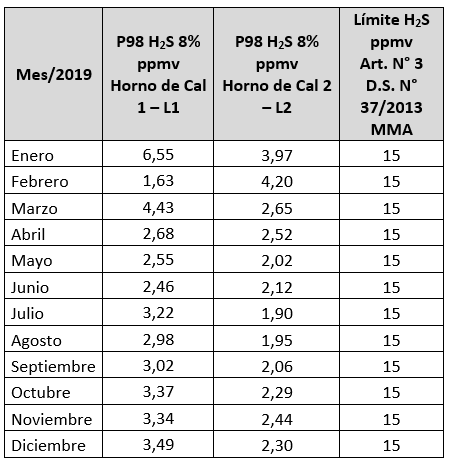 Mes/2019 | P98 H₂S 8% ppmv Horno de Cal 1 – L1 | P98 H₂S 8% ppmv Horno de Cal 2 – L2 | Límite H₂S ppmv Art. N° 3 D.S. N° 37/2013 MMA
Enero | 6,55 | 3,97 | 15
Febrero | 1,63 | 4,20 | 15
Marzo | 4,43 | 2,65 | 15
Abril | 2,68 | 2,52 | 15
Mayo | 2,55 | 2,02 | 15
Junio | 2,46 | 2,12 | 15
Julio | 3,22 | 1,90 | 15
Agosto | 2,98 | 1,95 | 15
Septiembre | 3,02 | 2,06 | 15
Octubre | 3,37 | 2,29 | 15
Noviembre | 3,34 | 2,44 | 15
Diciembre | 3,49 | 2,30 | 15